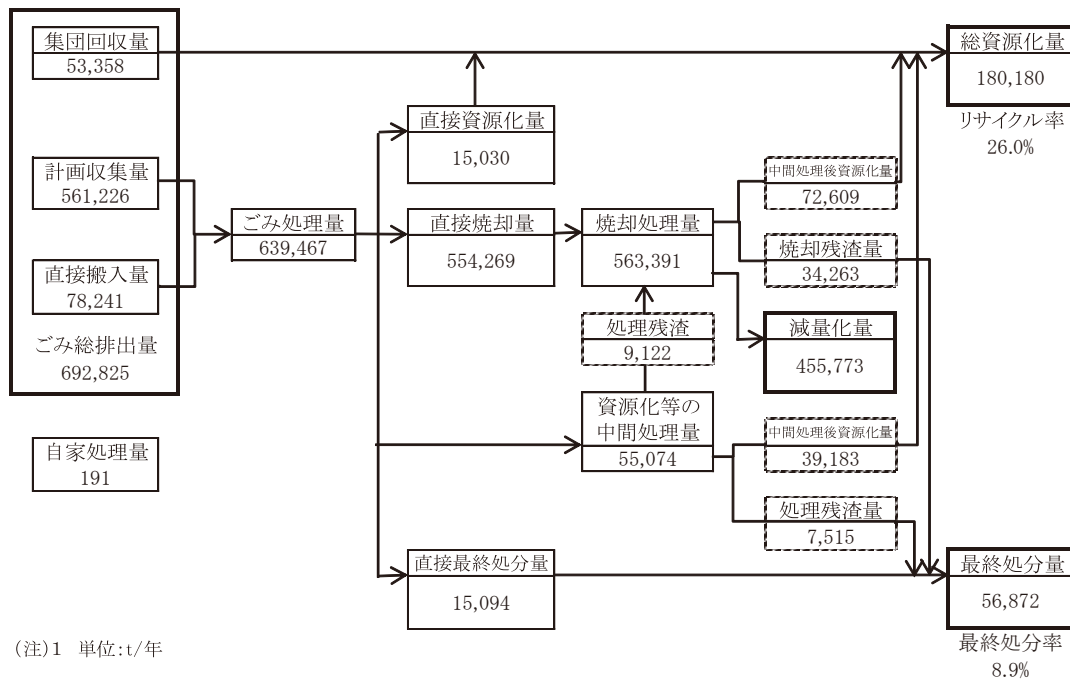 集団回収量
53,358
計画収集量
561,226
直接搬入量
78,241
ごみ総排出量
692,825
自家処理量
191
ごみ処理量
639,467
直接資源化量
15,030
直接焼却量
554,269
焼却処理量
563,391
処理残渣
9,122
資源化等の
中間処理量
55,074
直接最終処分量
15,094
中間処理後資源化量
72,609
焼却残渣量
34,263
減量化量
455,773
中間処理後資源化量
39,183
処理残渣量
7,515
総資源化量
180,180
リサイクル率
26.0%
最終処分量
56,872
最終処分率
8.9%
(注)1 単位:t/年